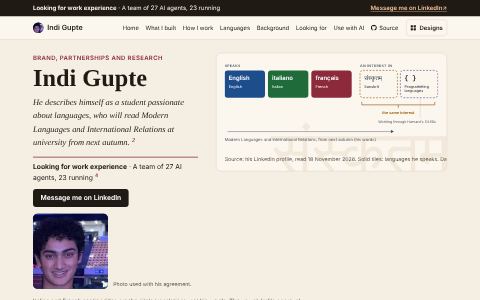 Looking for work experience · A team of 27 AI agents, 23 running
Message me on LinkedIn
Indi Gupte
Home
What I built
How I work
Languages
Background
Looking for
Use with AI
Source
Designs
BRAND, PARTNERSHIPS AND RESEARCH
Indi Gupte
He describes himself as a student passionate
about languages, who will read Modern
Languages and International Relations at
university from next autumn. 2
Looking for work experience · A team of 27 AI
agents, 23 running
Message me on LinkedIn
Photo used with his agreement.
SPEAKS
AN INTEREST IN
English
English
italiano
Italian
français
French
संस्कृतम्
Sanskrit
{ }
Programming
languages
the same interest
Working through Harvard's CS50x
Modern Languages and International Relations, from next autumn (his words)
Source: his LinkedIn profile, read 18 November 2026. Solid tiles: languages he speaks. Da